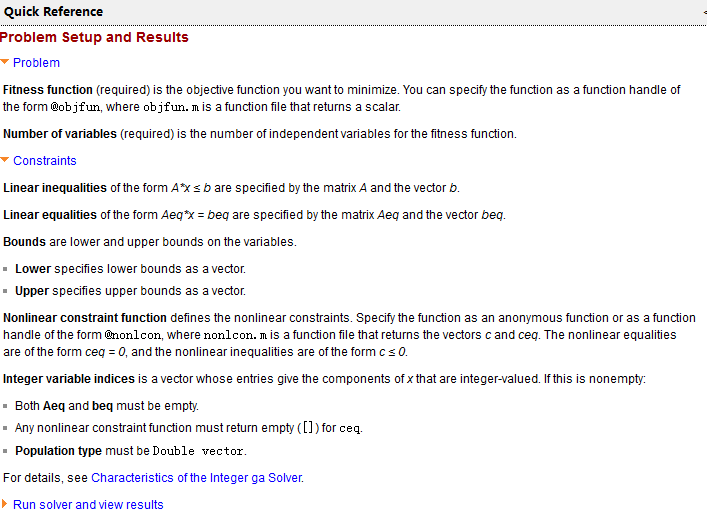 Quick Reference
Problem Setup and Results
Problem
Fitness function (required) is the objective function you want to minimize. You can specify the function as a function handle of
the form @objfun, where objfun.m is a function file that returns a scalar.
Number of variables (required) is the number of independent variables for the fitness function.
Constraints
Linear inequalities of the form A*x ≤ b are specified by the matrix A and the vector b.
Linear equalities of the form Aeq*x = beq are specified by the matrix Aeq and the vector beq.
Bounds are lower and upper bounds on the variables.
Lower specifies lower bounds as a vector.
Upper specifies upper bounds as a vector.
Nonlinear constraint function defines the nonlinear constraints. Specify the function as an anonymous function or as a function
handle of the form @nonlcon, where nonlcon.m is a function file that returns the vectors c and ceq. The nonlinear equalities
are of the form ceq = 0, and the nonlinear inequalities are of the form c ≤ 0.
Integer variable indices is a vector whose entries give the components of x that are integer-valued. If this is nonempty:
Both Aeq and beq must be empty.
Any nonlinear constraint function must return empty ([]) for ceq.
Population type must be Double vector.
For details, see Characteristics of the Integer ga Solver.
Run solver and view results